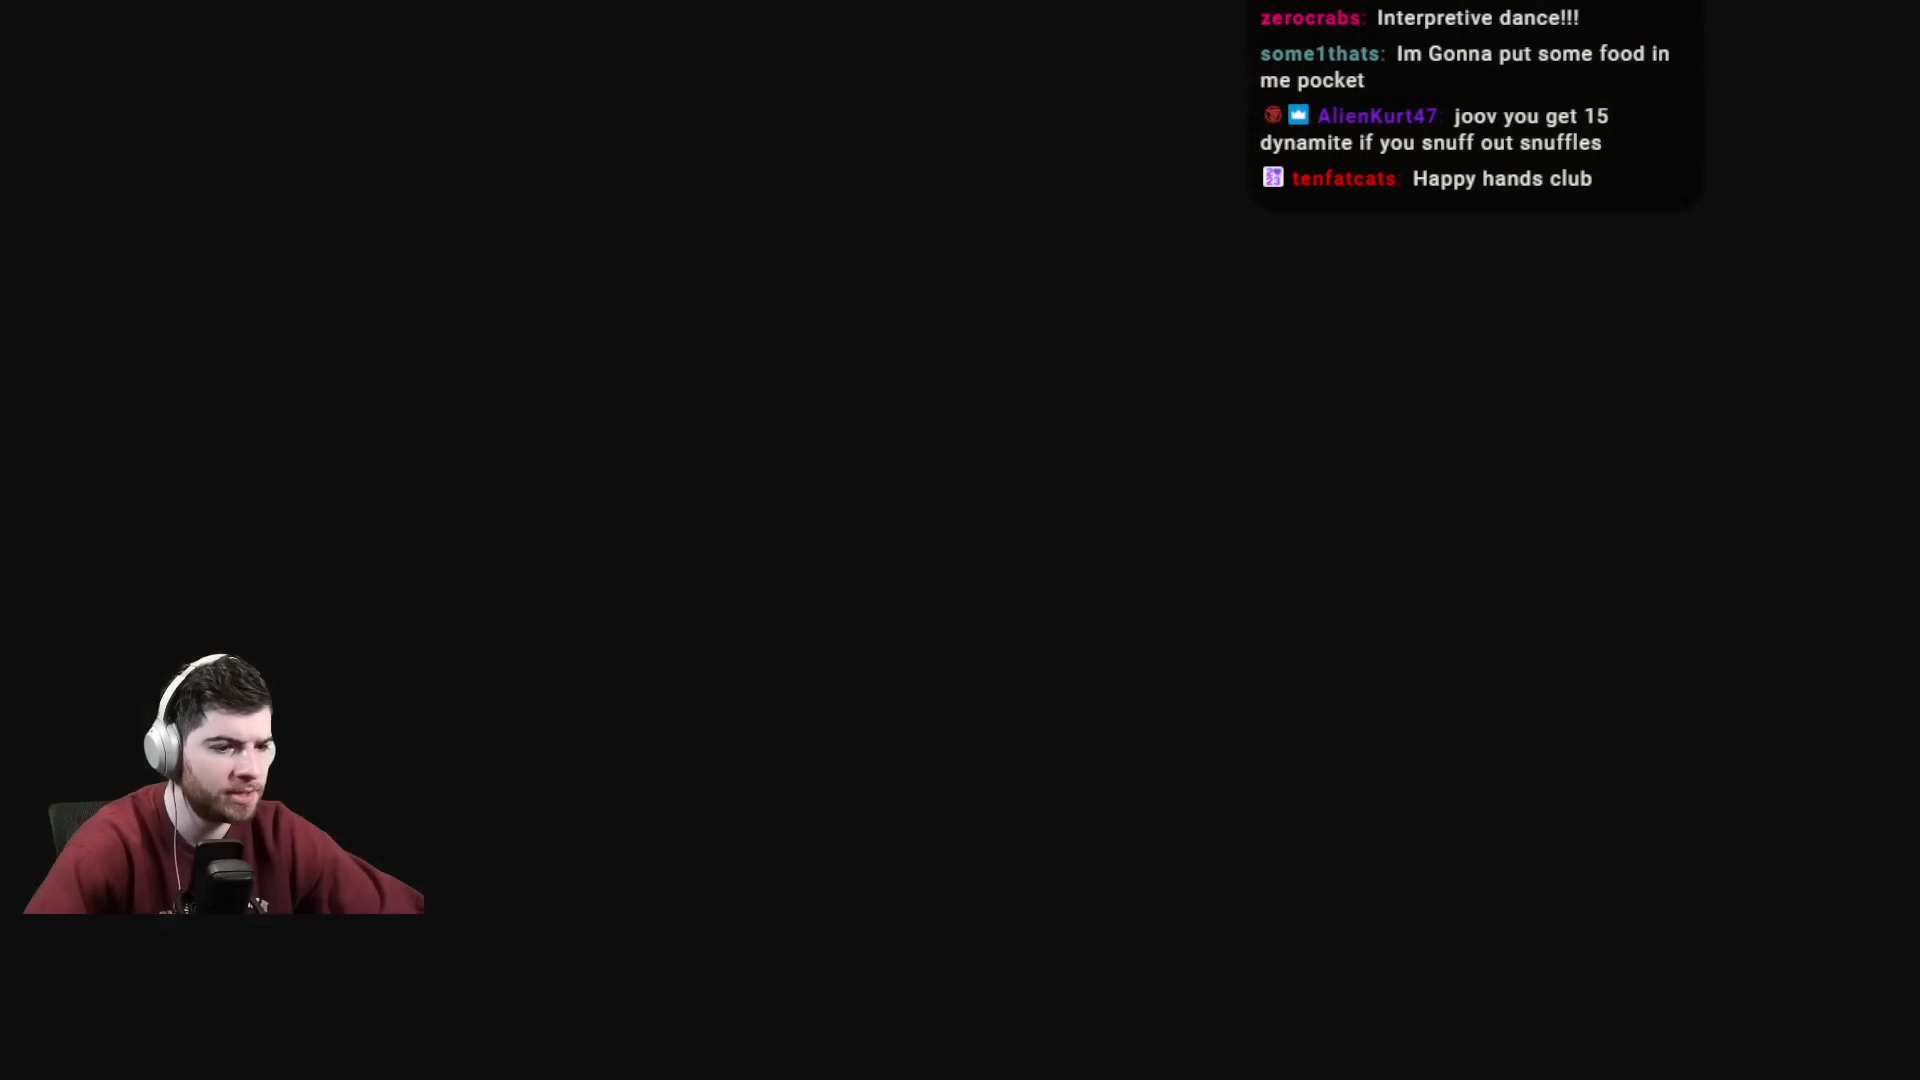 zerocrabs: Interpretive dance!!!
some1thats: Im Gonna put some food in
me pocket
AlienKurt47: joov you get 15
dynamite if you snuff out snuffles
tenfatcats: Happy hands club